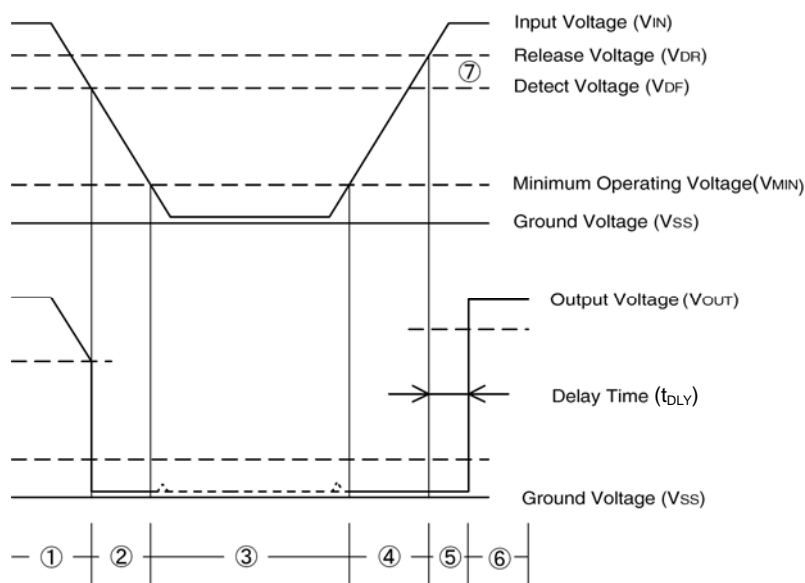 Input Voltage (VIN)
Release Voltage (VDR)
⑦
Detect Voltage (VDF)
Minimum Operating Voltage(VMIN)
Ground Voltage (VSS)
Output Voltage (VOUT)
Delay Time (tDLY)
Ground Voltage (VSS)
① ② ③ ④ ⑤ ⑥